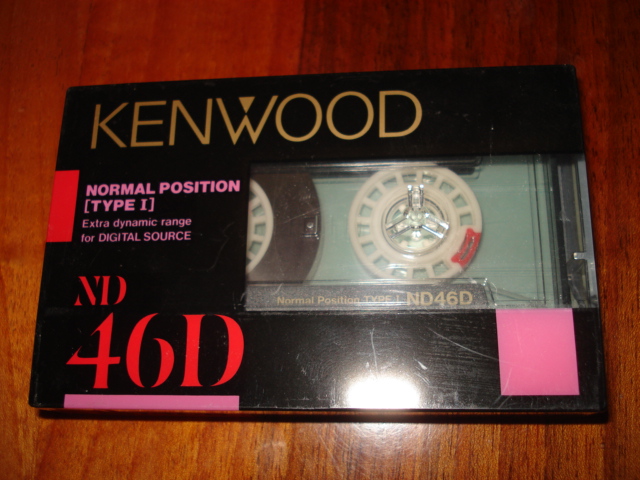 KENWOOD
NORMAL POSITION
[TYPE I]
Extra dynamic range
for DIGITAL SOURCE
ND
46D
Normal Position TYPE I ND46D